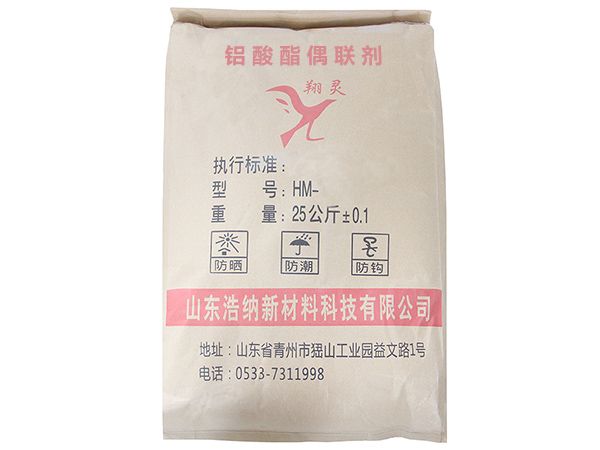 铝酸酯偶联剂
翔灵
执行标准：
型 号：HM-
重 量：25公斤±0.1
防晒 防潮 防钩
山东浩纳新材料科技有限公司
地址：山东省青州市猛山工业园益文路1号
电话：0533-7311998